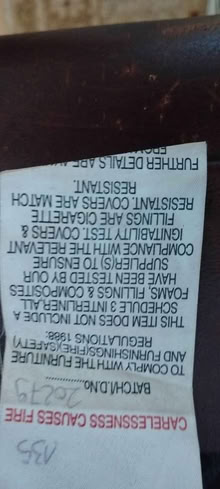 135
CARELESSNESS CAUSES FIRE
BATCH/I.D.No. 20279
TO COMPLY WITH THE FURNITURE
AND FURNISHINGS(FIRE)(SAFETY)
REGULATIONS 1988:
THIS ITEM DOES NOT INCLUDE A
SCHEDULE 3 INTERLINER ALL
FOAMS, FILLINGS & COMPOSITES
HAVE BEEN TESTED BY OUR
SUPPLIER(S) TO ENSURE
COMPLIANCE WITH THE RELEVANT
IGNITABILITY TEST. COVERS &
FILLINGS ARE CIGARETTE
RESISTANT. COVERS ARE MATCH
RESISTANT.
FURTHER DETAILS ARE
FROM